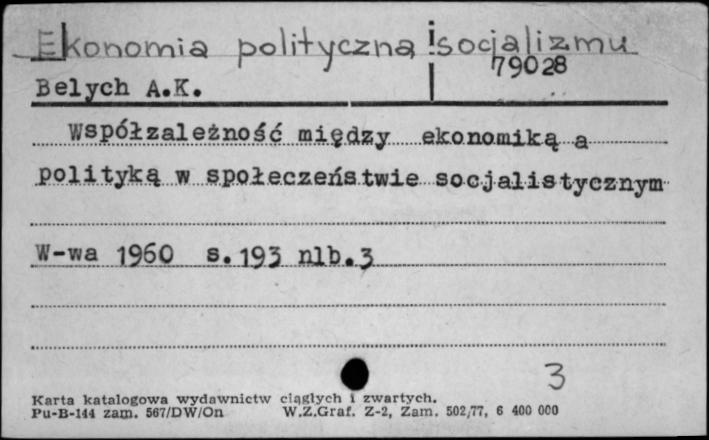 Ekonomia polityczna socjalizmu
79028
Belych A.K.
Współzależność między ekonomiką a
polityką w społeczeństwie socjalistycznym
W-wa 1960 s.193 nlb.3
3
Karta katalogowa wydawnictw ciągłych i zwartych.
Pu-B-144 zam. 567/DW/On W.Z.Graf. Z-2, Zam. 502/77, 6 400 000